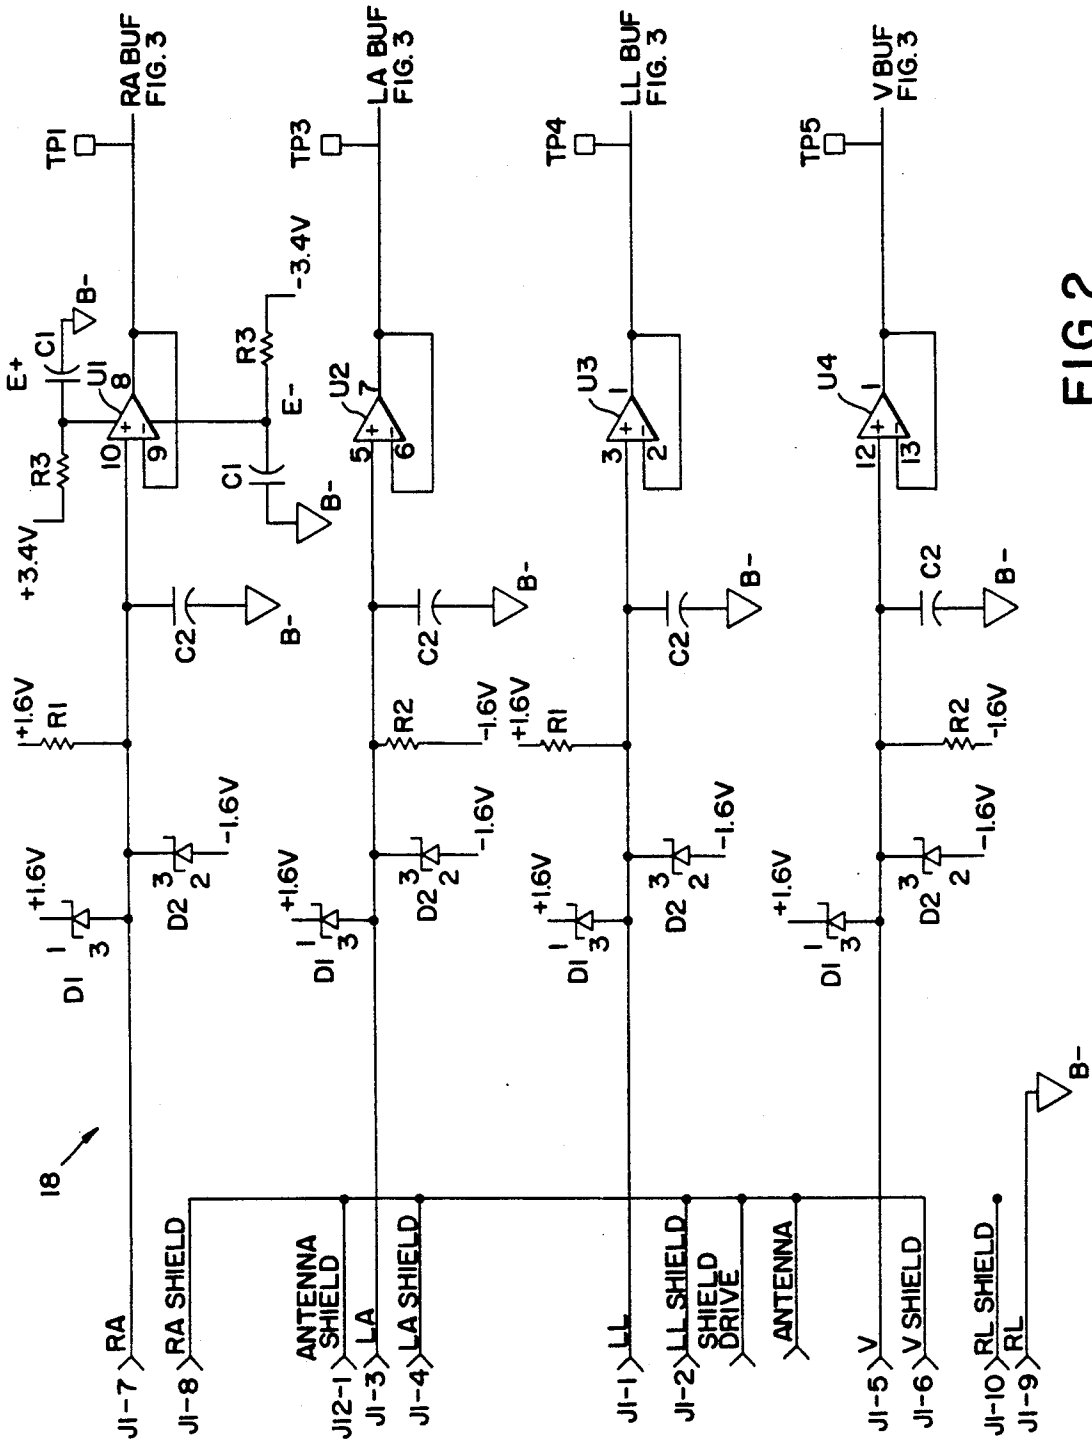 18
J1-7 RA
J1-8 RA SHIELD
J12-1 ANTENNA SHIELD
J1-3 LA
J1-4 LA SHIELD
J1-1 LL
J1-2 LL SHIELD
SHIELD DRIVE
ANTENNA
J1-5 V
J1-6 V SHIELD
J1-10 RL SHIELD
J1-9 RL
B-
D1 1 3 +1.6V
D2 3 2 -1.6V
+1.6V R1
C2 B-
+3.4V R3 E+ C1 B-
U1 10 9 8
C1 B- E- R3 -3.4V
TP1
RA BUF
FIG. 3
D1 1 3 +1.6V
D2 3 2 -1.6V
R2 -1.6V
C2 B-
U2 5 6 7
TP3
LA BUF
FIG. 3
D1 1 3 +1.6V
D2 3 2 -1.6V
+1.6V R1
C2 B-
U3 3 2 1
TP4
LL BUF
FIG. 3
D1 1 3 +1.6V
D2 3 2 -1.6V
R2 -1.6V
C2 B-
U4 12 13 1
TP5
V BUF
FIG. 3
FIG 2